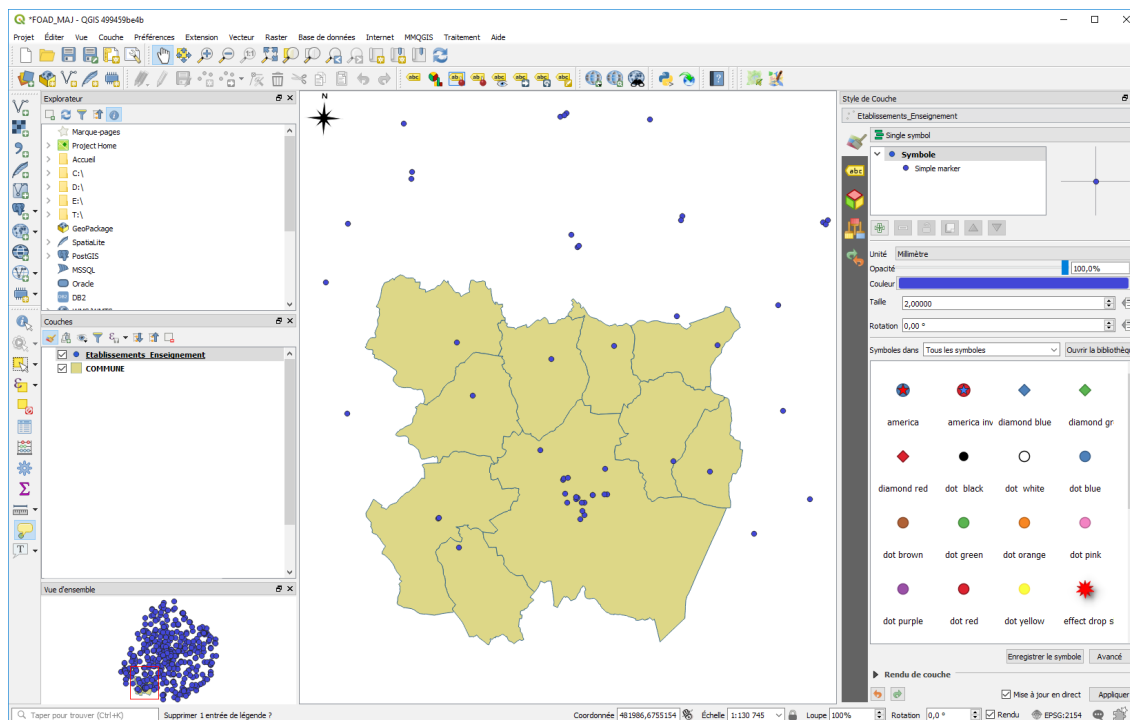 *FOAD_MAJ - QGIS 499459be4b
Projet Éditer Vue Couche Préférences Extension Vecteur Raster Base de données Internet MMQGIS Traitement Aide
Explorateur
Marque-pages
Project Home
Accueil
C:\
D:\
E:\
T:\
GeoPackage
SpatiaLite
PostGIS
MSSQL
Oracle
DB2
Couches
Etablissements_Enseignement
COMMUNE
Vue d'ensemble
N
Style de Couche
Etablissements_Enseignement
Single symbol
Symbole
Simple marker
Unité Millimètre
Opacité 100,0%
Couleur
Taille 2,00000
Rotation 0,00 °
Symboles dans Tous les symboles Ouvrir la bibliothèqu
america america inv diamond blue diamond gr
diamond red dot black dot white dot blue
dot brown dot green dot orange dot pink
dot purple dot red dot yellow effect drop s
Enregistrer le symbole Avancé
Rendu de couche
Mise à jour en direct Appliquer
Taper pour trouver (Ctrl+K) Supprimer 1 entrée de légende ? Coordonnée 481986,6755154 Échelle 1:130 745 Loupe 100% Rotation 0,0 ° Rendu EPSG:2154